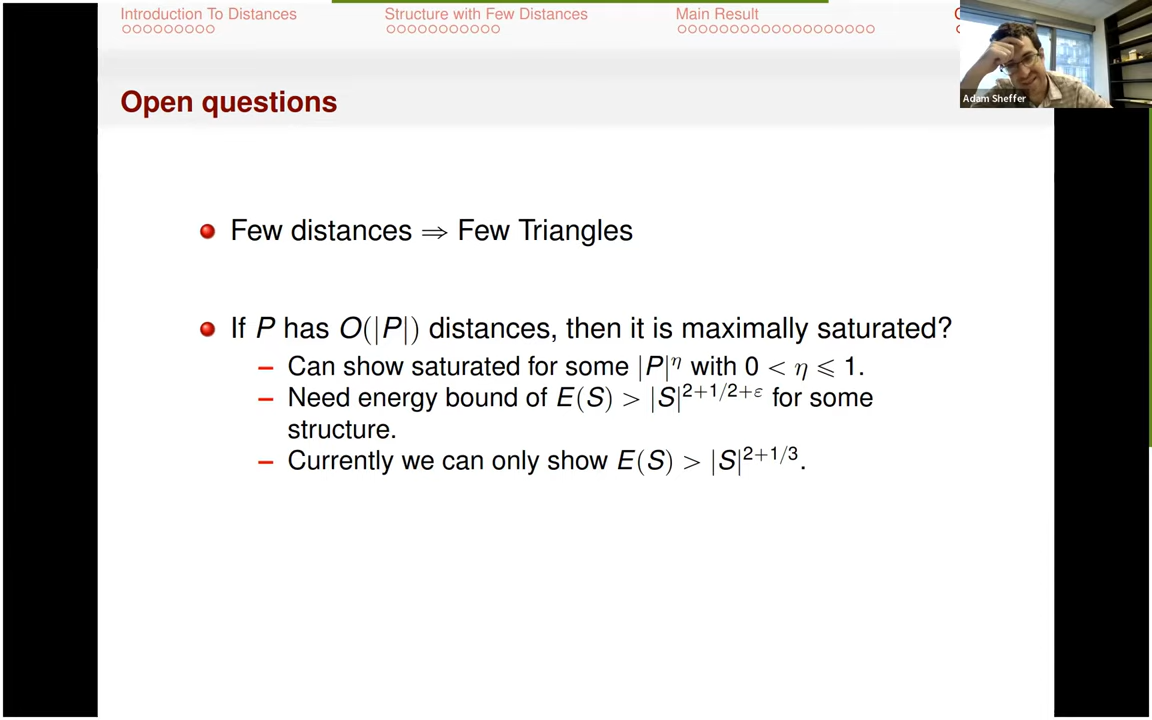 Introduction To Distances
Structure with Few Distances
Main Result
Adam Sheffer
Open questions
Few distances ⇒ Few Triangles
If P has O(|P|) distances, then it is maximally saturated?
– Can show saturated for some |P|^η with 0 < η ⩽ 1.
– Need energy bound of E(S) > |S|^{2+1/2+ε} for some
structure.
– Currently we can only show E(S) > |S|^{2+1/3}.